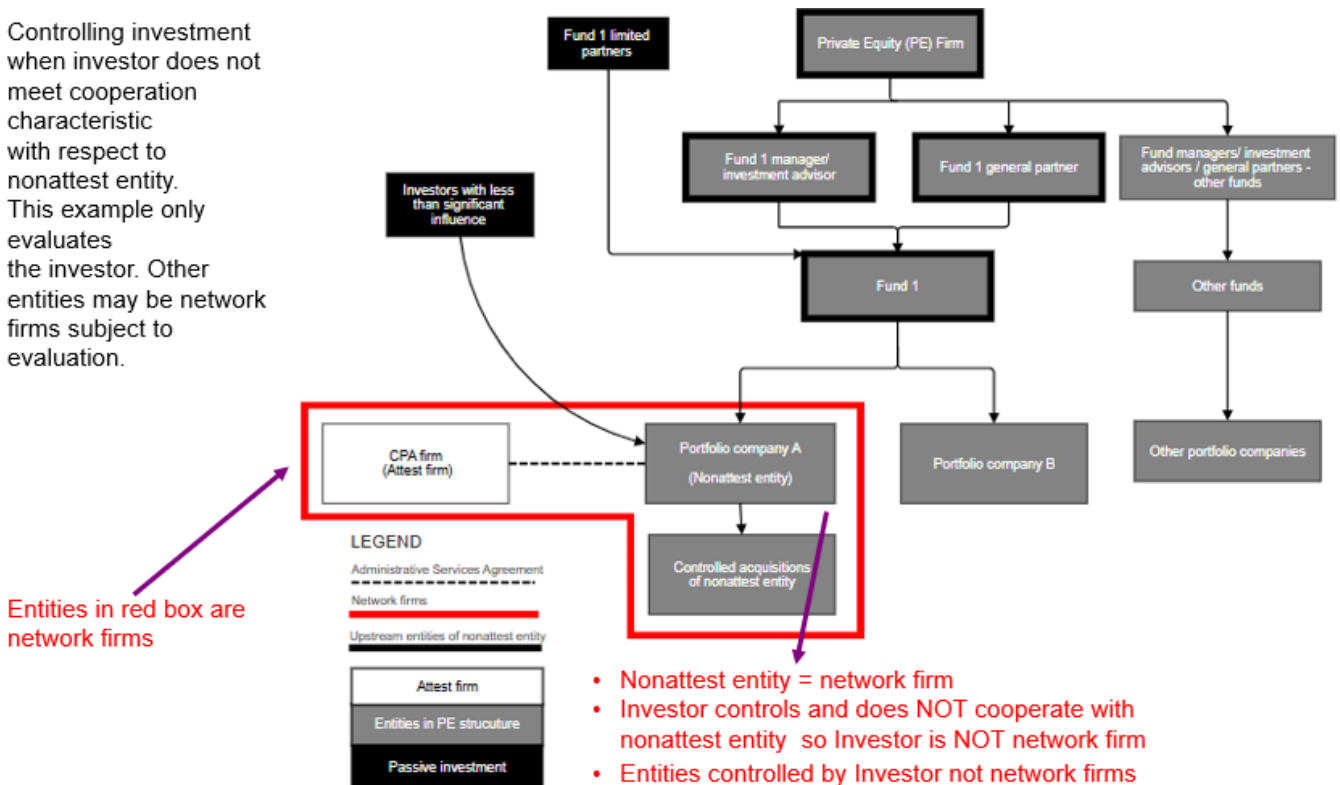 Controlling investment
when investor does not
meet cooperation
characteristic
with respect to
nonattest entity.
This example only
evaluates
the investor. Other
entities may be network
firms subject to
evaluation.
Fund 1 limited
partners
Private Equity (PE) Firm
Fund 1 manager/
investment advisor
Fund 1 general partner
Fund managers/ investment
advisors / general partners -
other funds
Investors with less
than significant
influence
Fund 1
Other funds
CPA firm
(Attest firm)
Portfolio company A
(Nonattest entity)
Portfolio company B
Other portfolio companies
Controlled acquisitions
of nonattest entity
LEGEND
Administrative Services Agreement
Network firms
Upstream entities of nonattest entity
Attest firm
Entities in PE strucuture
Passive investment
Entities in red box are
network firms
• Nonattest entity = network firm
• Investor controls and does NOT cooperate with
nonattest entity so Investor is NOT network firm
• Entities controlled by Investor not network firms